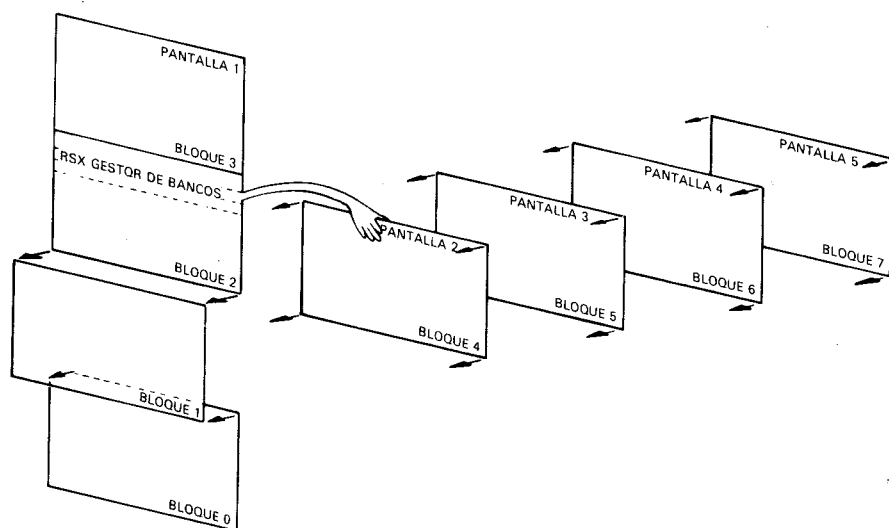 PANTALLA 1
BLOQUE 3
RSX GESTOR DE BANCOS
BLOQUE 2
BLOQUE 1
BLOQUE 0
PANTALLA 2
BLOQUE 4
PANTALLA 3
BLOQUE 5
PANTALLA 4
BLOQUE 6
PANTALLA 5
BLOQUE 7